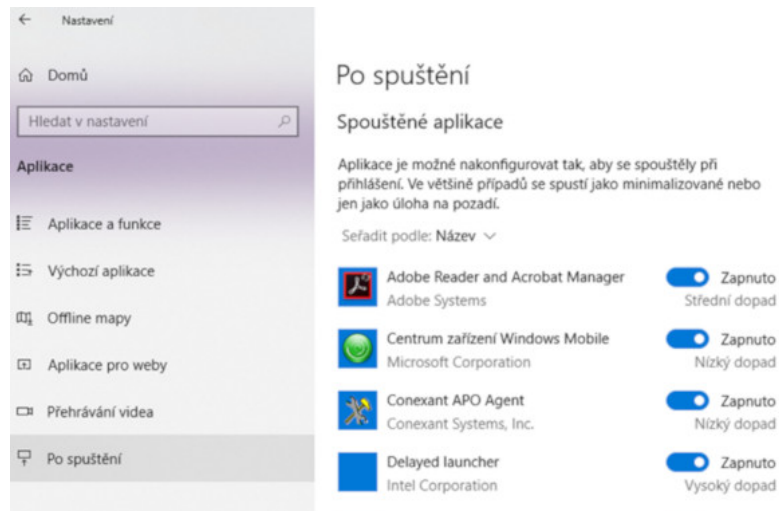 Nastavení
Domů
Hledat v nastavení
Aplikace
Aplikace a funkce
Výchozí aplikace
Offline mapy
Aplikace pro weby
Přehrávání videa
Po spuštění
Po spuštění
Spouštěné aplikace
Aplikace je možné nakonfigurovat tak, aby se spouštěly při
přihlášení. Ve většině případů se spustí jako minimalizované nebo
jen jako úloha na pozadí.
Seřadit podle: Název
Adobe Reader and Acrobat Manager Zapnuto
Adobe Systems Střední dopad
Centrum zařízení Windows Mobile Zapnuto
Microsoft Corporation Nízký dopad
Conexant APO Agent Zapnuto
Conexant Systems, Inc. Nízký dopad
Delayed launcher Zapnuto
Intel Corporation Vysoký dopad